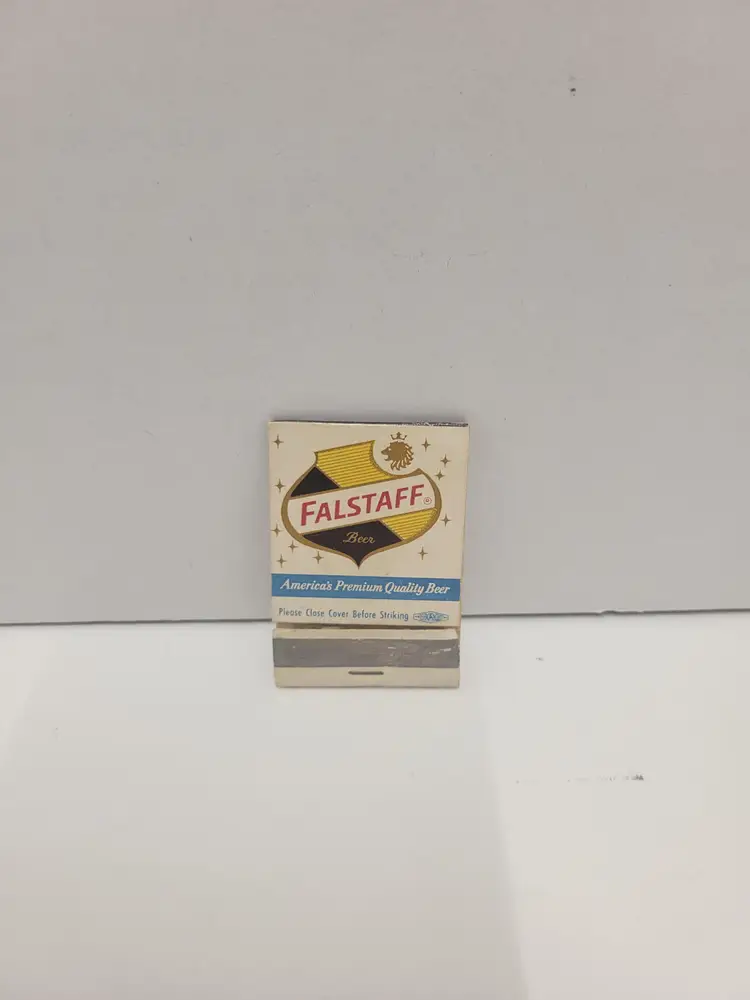 FALSTAFF®
Beer
America's Premium Quality Beer
Please Close Cover Before Striking